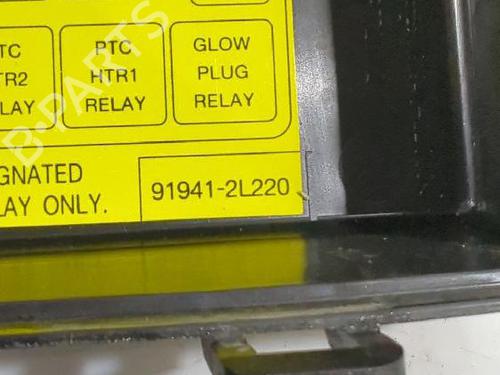 TC PTC GLOW
TR2 HTR1 PLUG
LAY RELAY RELAY
GNATED
LAY ONLY. 91941-2L220
B-PARTS